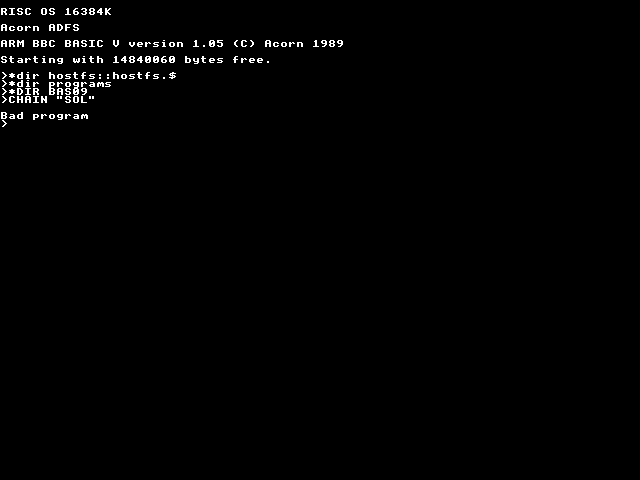 RISC OS 16384K
Acorn ADFS
ARM BBC BASIC V version 1.05 (C) Acorn 1989
Starting with 14840060 bytes free.
>*dir hostfs::hostfs.$
>*dir programs
>*DIR BAS09
>CHAIN "SOL"
Bad program
>